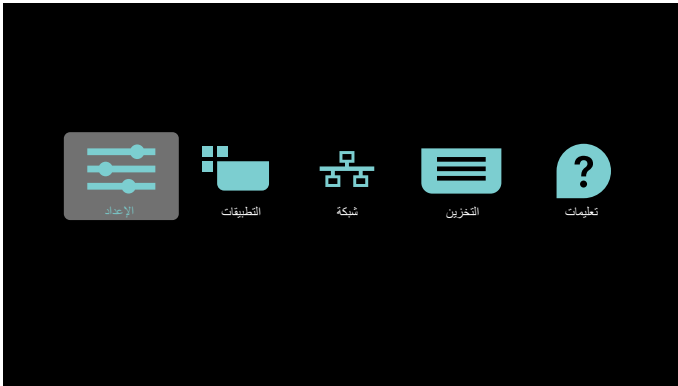 الإعداد
التطبيقات
شبكة
التخزين
تعليمات